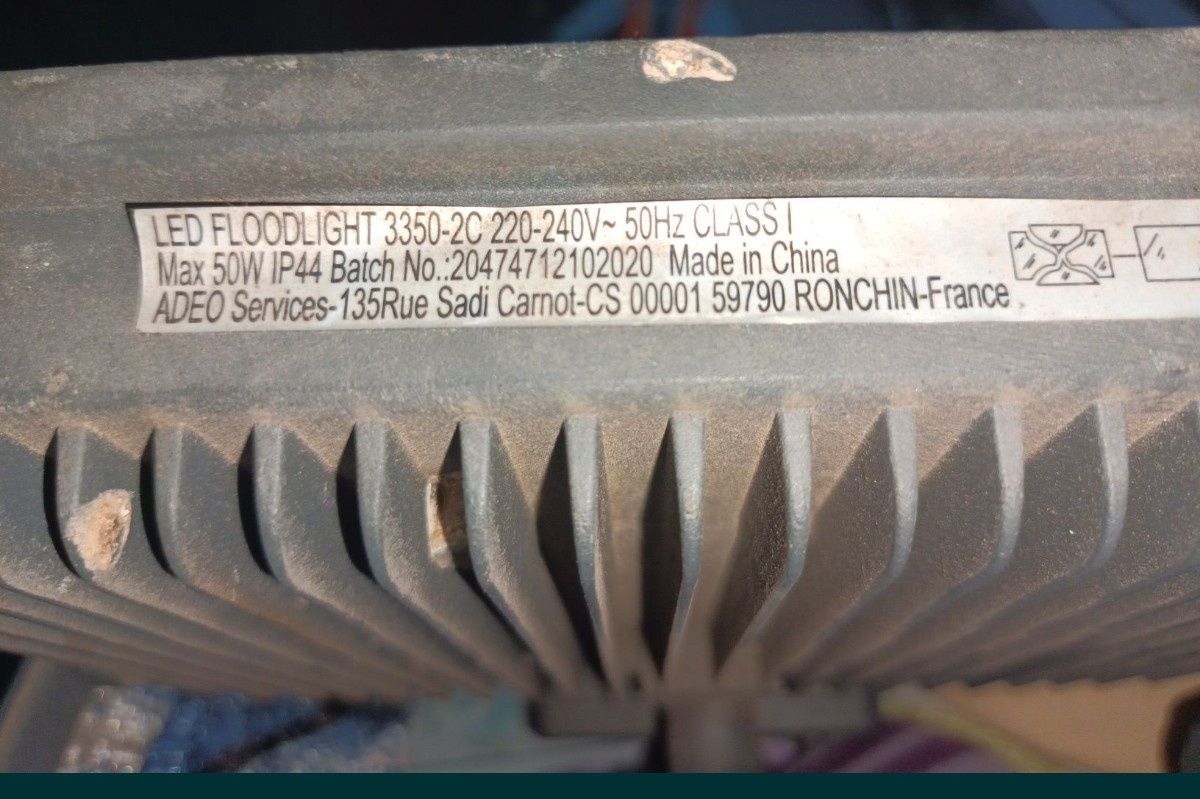 LED FLOODLIGHT 3350-2C 220-240V~ 50Hz CLASS I
Max 50W IP44 Batch No.:20474712102020 Made in China
ADEO Services-135Rue Sadi Carnot-CS 00001 59790 RONCHIN-France